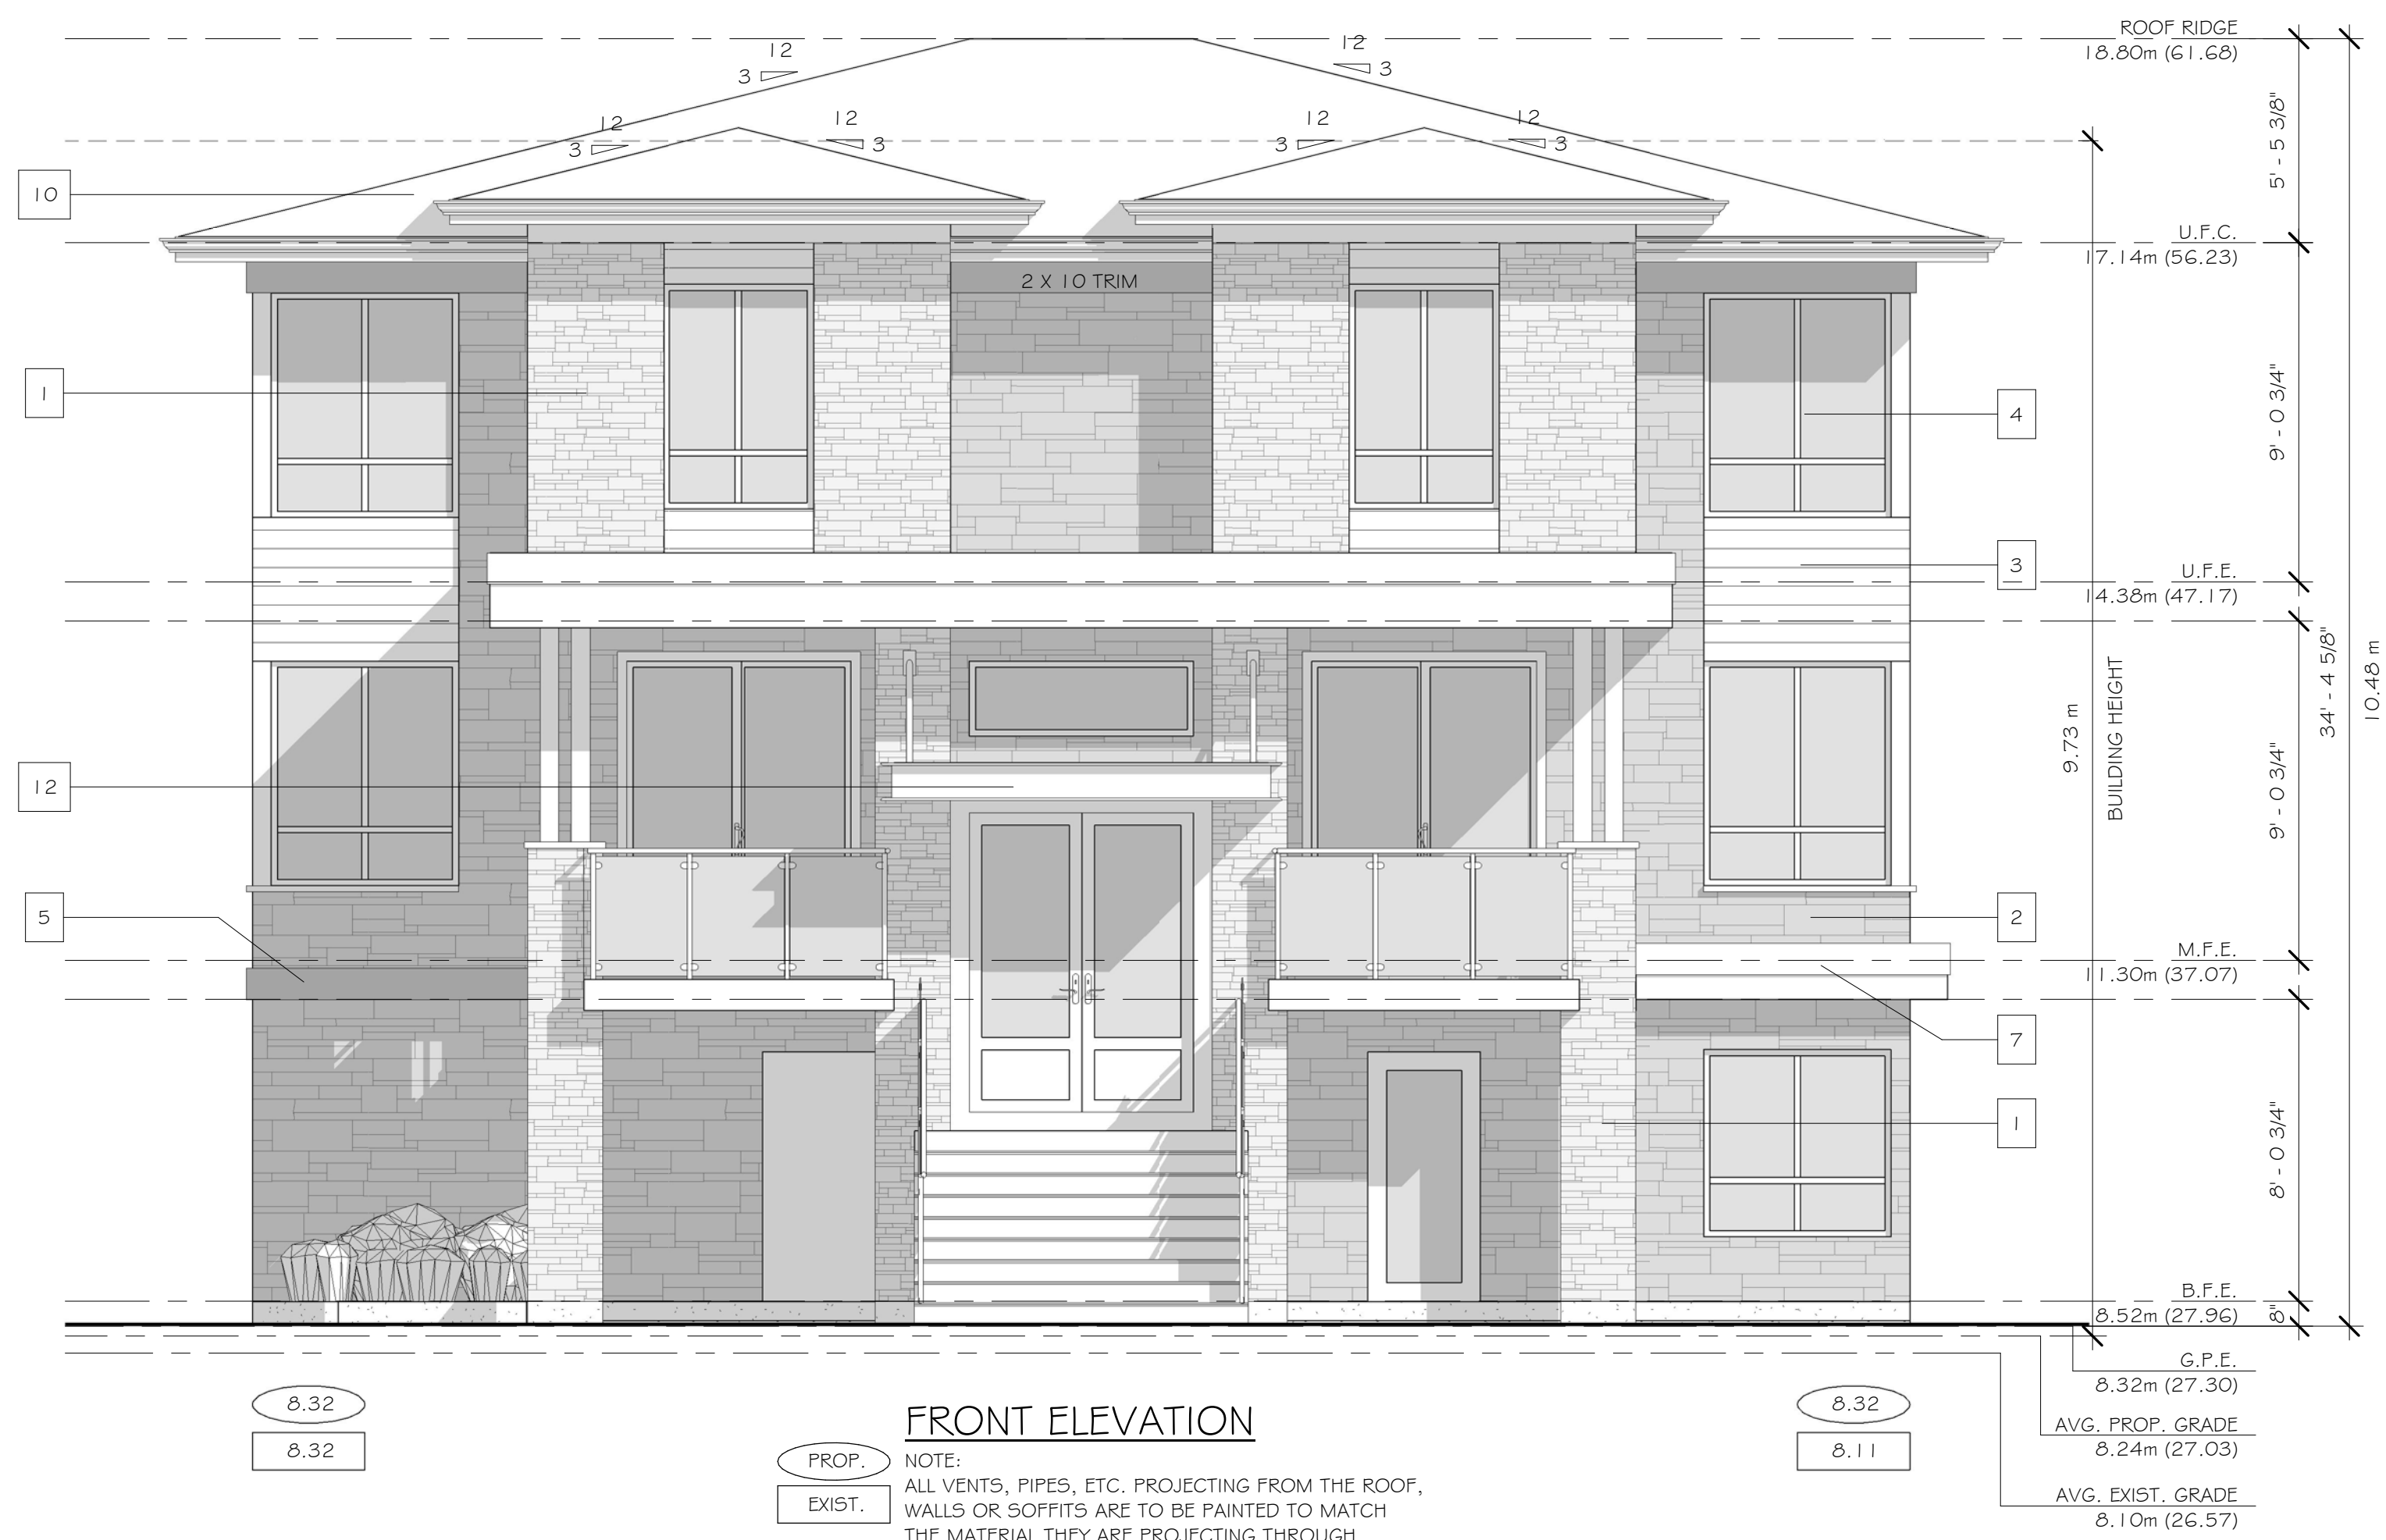 ROOF RIDGE
18.80m (61.68)
12
3
12
3
12
3
12
3
12
3
12
3
5' - 5 3/8"
10
U.F.C.
17.14m (56.23)
2 X 10 TRIM
1
4
9' - 0 3/4"
3
U.F.E.
14.38m (47.17)
34' - 4 5/8"
10.48 m
9.73 m
BUILDING HEIGHT
12
9' - 0 3/4"
5
2
M.F.E.
11.30m (37.07)
7
1
8' - 0 3/4"
B.F.E.
8.52m (27.96)
8"
G.P.E.
8.32m (27.30)
8.32
8.32
8.32
8.11
AVG. PROP. GRADE
8.24m (27.03)
AVG. EXIST. GRADE
8.10m (26.57)
FRONT ELEVATION
PROP.
EXIST.
NOTE:
ALL VENTS, PIPES, ETC. PROJECTING FROM THE ROOF,
WALLS OR SOFFITS ARE TO BE PAINTED TO MATCH
THE MATERIAL THEY ARE PROJECTING THROUGH